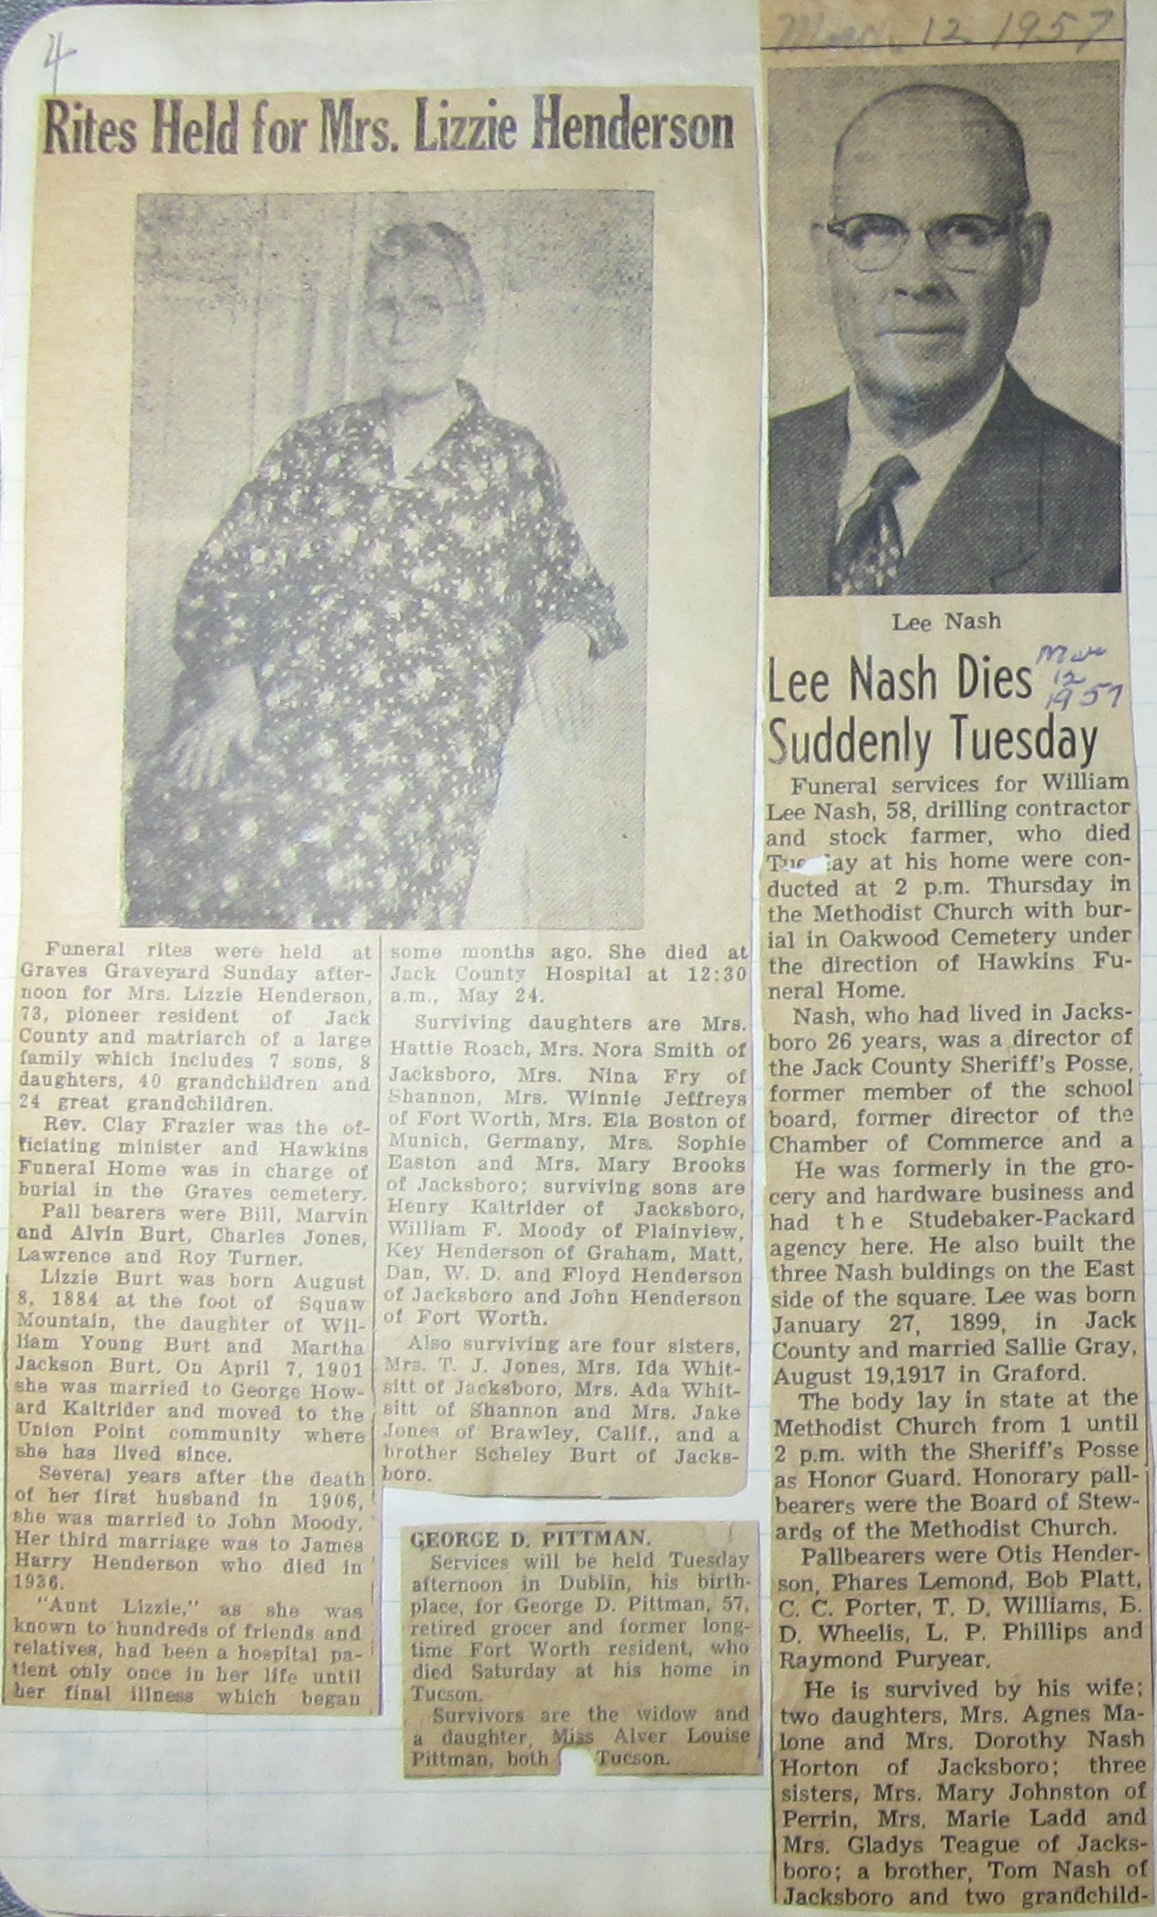 4
Rites Held for Mrs. Lizzie Henderson
Funeral rites were held at
Graves Graveyard Sunday after-
noon for Mrs. Lizzie Henderson,
73, pioneer resident of Jack
County and matriarch of a large
family which includes 7 sons, 8
daughters, 40 grandchildren and
24 great grandchildren.
Rev. Clay Frazier was the of-
ficiating minister and Hawkins
Funeral Home was in charge of
burial in the Graves cemetery.
Pall bearers were Bill, Marvin
and Alvin Burt, Charles Jones,
Lawrence and Roy Turner.
Lizzie Burt was born August
8, 1884 at the foot of Squaw
Mountain, the daughter of Wil-
liam Young Burt and Martha
Jackson Burt. On April 7, 1901
she was married to George How-
ard Kaltrider and moved to the
Union Point community where
she has lived since.
Several years after the death
of her first husband in 1906,
she was married to John Moody.
Her third marriage was to James
Harry Henderson who died in
1936.
"Aunt Lizzie," as she was
known to hundreds of friends and
relatives, had been a hospital pa-
tient only once in her life until
her final illness which began
some months ago. She died at
Jack County Hospital at 12:30
a.m., May 24.
Surviving daughters are Mrs.
Hattie Roach, Mrs. Nora Smith of
Jacksboro, Mrs. Nina Fry of
Shannon, Mrs. Winnie Jeffreys
of Fort Worth, Mrs. Ela Boston of
Munich, Germany, Mrs. Sophie
Easton and Mrs. Mary Brooks
of Jacksboro; surviving sons are
Henry Kaltrider of Jacksboro,
William F. Moody of Plainview,
Key Henderson of Graham, Matt,
Dan, W. D. and Floyd Henderson
of Jacksboro and John Henderson
of Fort Worth.
Also surviving are four sisters,
Mrs. T. J. Jones, Mrs. Ida Whit-
sitt of Jacksboro, Mrs. Ada Whit-
sitt of Shannon and Mrs. Jake
Jones of Brawley, Calif., and a
brother Scheley Burt of Jacks-
boro.
GEORGE D. PITTMAN.
Services will be held Tuesday
afternoon in Dublin, his birth-
place, for George D. Pittman, 57,
retired grocer and former long-
time Fort Worth resident, who
died Saturday at his home in
Tucson.
Survivors are the widow and
a daughter, Miss Alver Louise
Pittman, both Tucson.
12 1957
Lee Nash
Lee Nash Dies
Suddenly Tuesday
Mar
12
1957
Funeral services for William
Lee Nash, 58, drilling contractor
and stock farmer, who died
Tu ay at his home were con-
ducted at 2 p.m. Thursday in
the Methodist Church with bur-
ial in Oakwood Cemetery under
the direction of Hawkins Fu-
neral Home.
Nash, who had lived in Jacks-
boro 26 years, was a director of
the Jack County Sheriff's Posse,
former member of the school
board, former director of the
Chamber of Commerce and a
He was formerly in the gro-
cery and hardware business and
had the Studebaker-Packard
agency here. He also built the
three Nash buldings on the East
side of the square. Lee was born
January 27, 1899, in Jack
County and married Sallie Gray,
August 19,1917 in Graford.
The body lay in state at the
Methodist Church from 1 until
2 p.m. with the Sheriff's Posse
as Honor Guard. Honorary pall-
bearers were the Board of Stew-
ards of the Methodist Church.
Pallbearers were Otis Hender-
son, Phares Lemond, Bob Platt,
C. C. Porter, T. D. Williams, E.
D. Wheelis, L. P. Phillips and
Raymond Puryear.
He is survived by his wife;
two daughters, Mrs. Agnes Ma-
lone and Mrs. Dorothy Nash
Horton of Jacksboro; three
sisters, Mrs. Mary Johnston of
Perrin, Mrs. Marie Ladd and
Mrs. Gladys Teague of Jacks-
boro; a brother, Tom Nash of
Jacksboro and two grandchild-